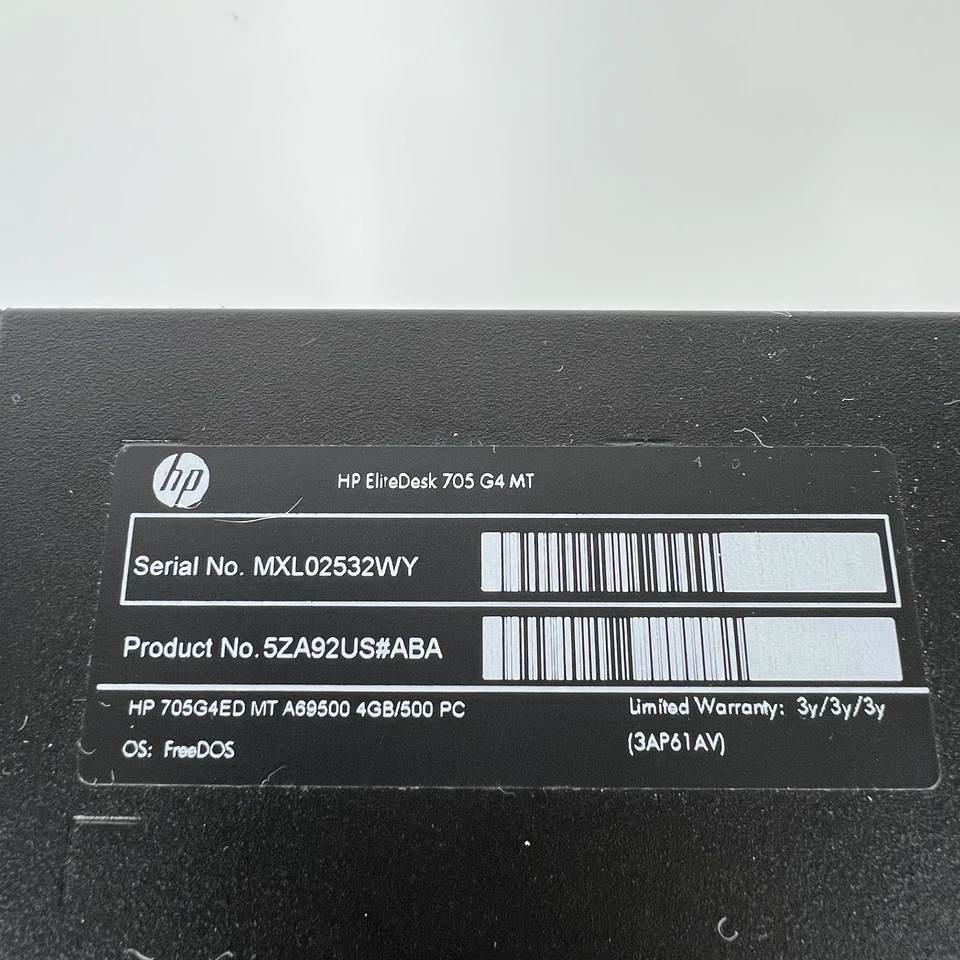 hp
HP EliteDesk 705 G4 MT
Serial No. MXL02532WY
Product No. 5ZA92US#ABA
HP 705G4ED MT A69500 4GB/500 PC
Limited Warranty: 3y/3y/3y
OS: FreeDOS
(3AP61AV)